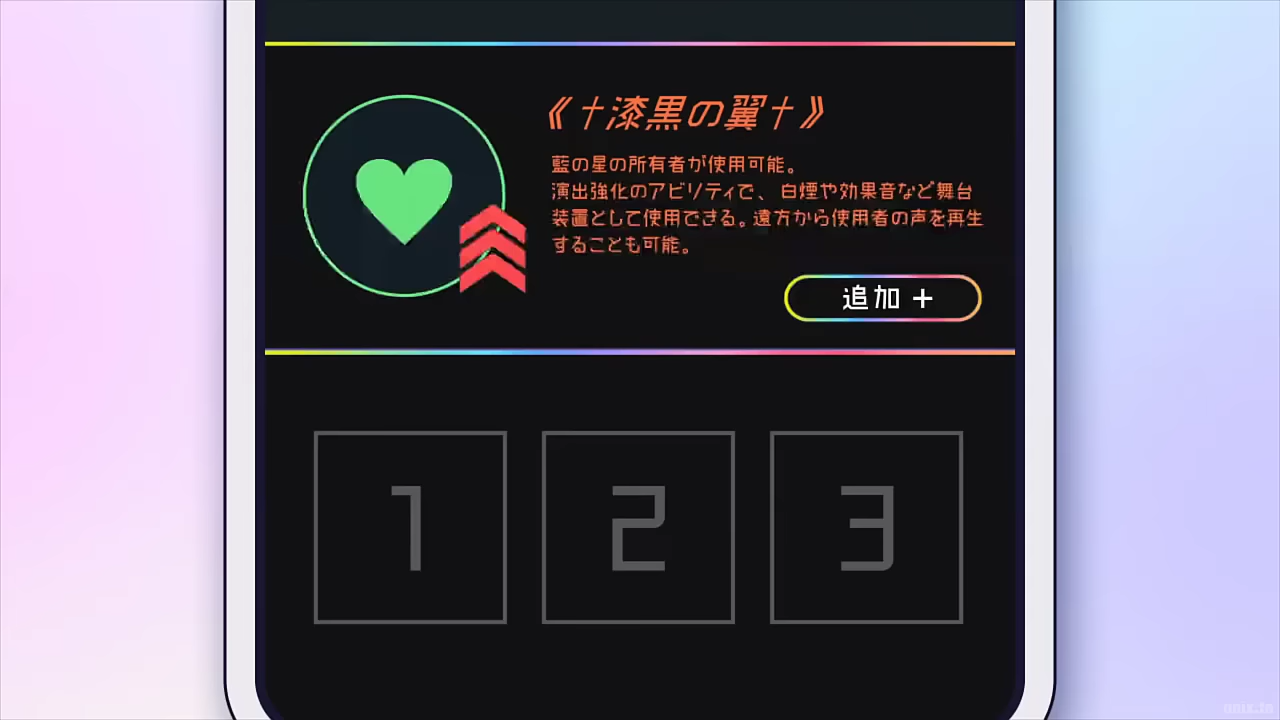 《†漆黒の翼†》
藍の星の所有者が使用可能。
演出強化のアビリティで、白煙や効果音など舞台
装置として使用できる。遠方から使用者の声を再生
することも可能。
追加 +
1 2 3